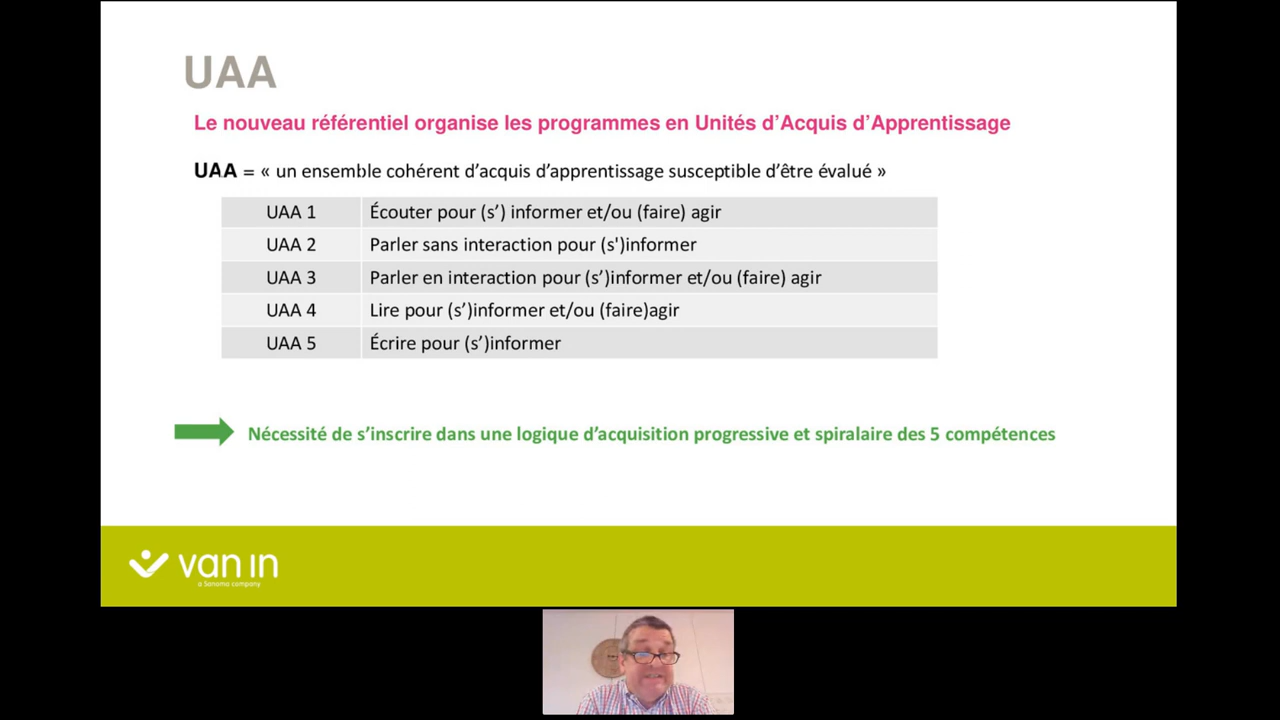 UAA
Le nouveau référentiel organise les programmes en Unités d’Acquis d’Apprentissage
UAA = « un ensemble cohérent d’acquis d’apprentissage susceptible d’être évalué »
UAA 1 Écouter pour (s’) informer et/ou (faire) agir
UAA 2 Parler sans interaction pour (s')informer
UAA 3 Parler en interaction pour (s’)informer et/ou (faire) agir
UAA 4 Lire pour (s’)informer et/ou (faire)agir
UAA 5 Écrire pour (s’)informer
Nécessité de s’inscrire dans une logique d’acquisition progressive et spiralaire des 5 compétences
van in
a Sanoma company